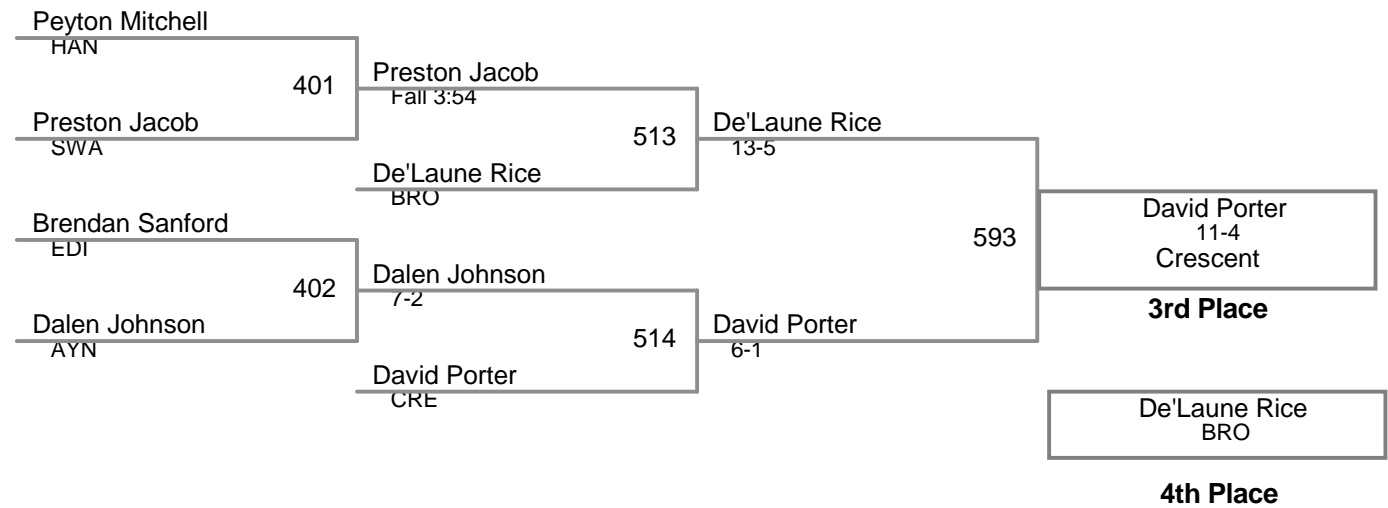 Peyton Mitchell
HAN
401
Preston Jacob
Fall 3:54
Preston Jacob
SWA
513
De'Laune Rice
13-5
De'Laune Rice
BRO
Brendan Sanford
EDI
593
David Porter
11-4
Crescent
402
Dalen Johnson
7-2
3rd Place
Dalen Johnson
AYN
514
David Porter
6-1
David Porter
CRE
De'Laune Rice
BRO
4th Place